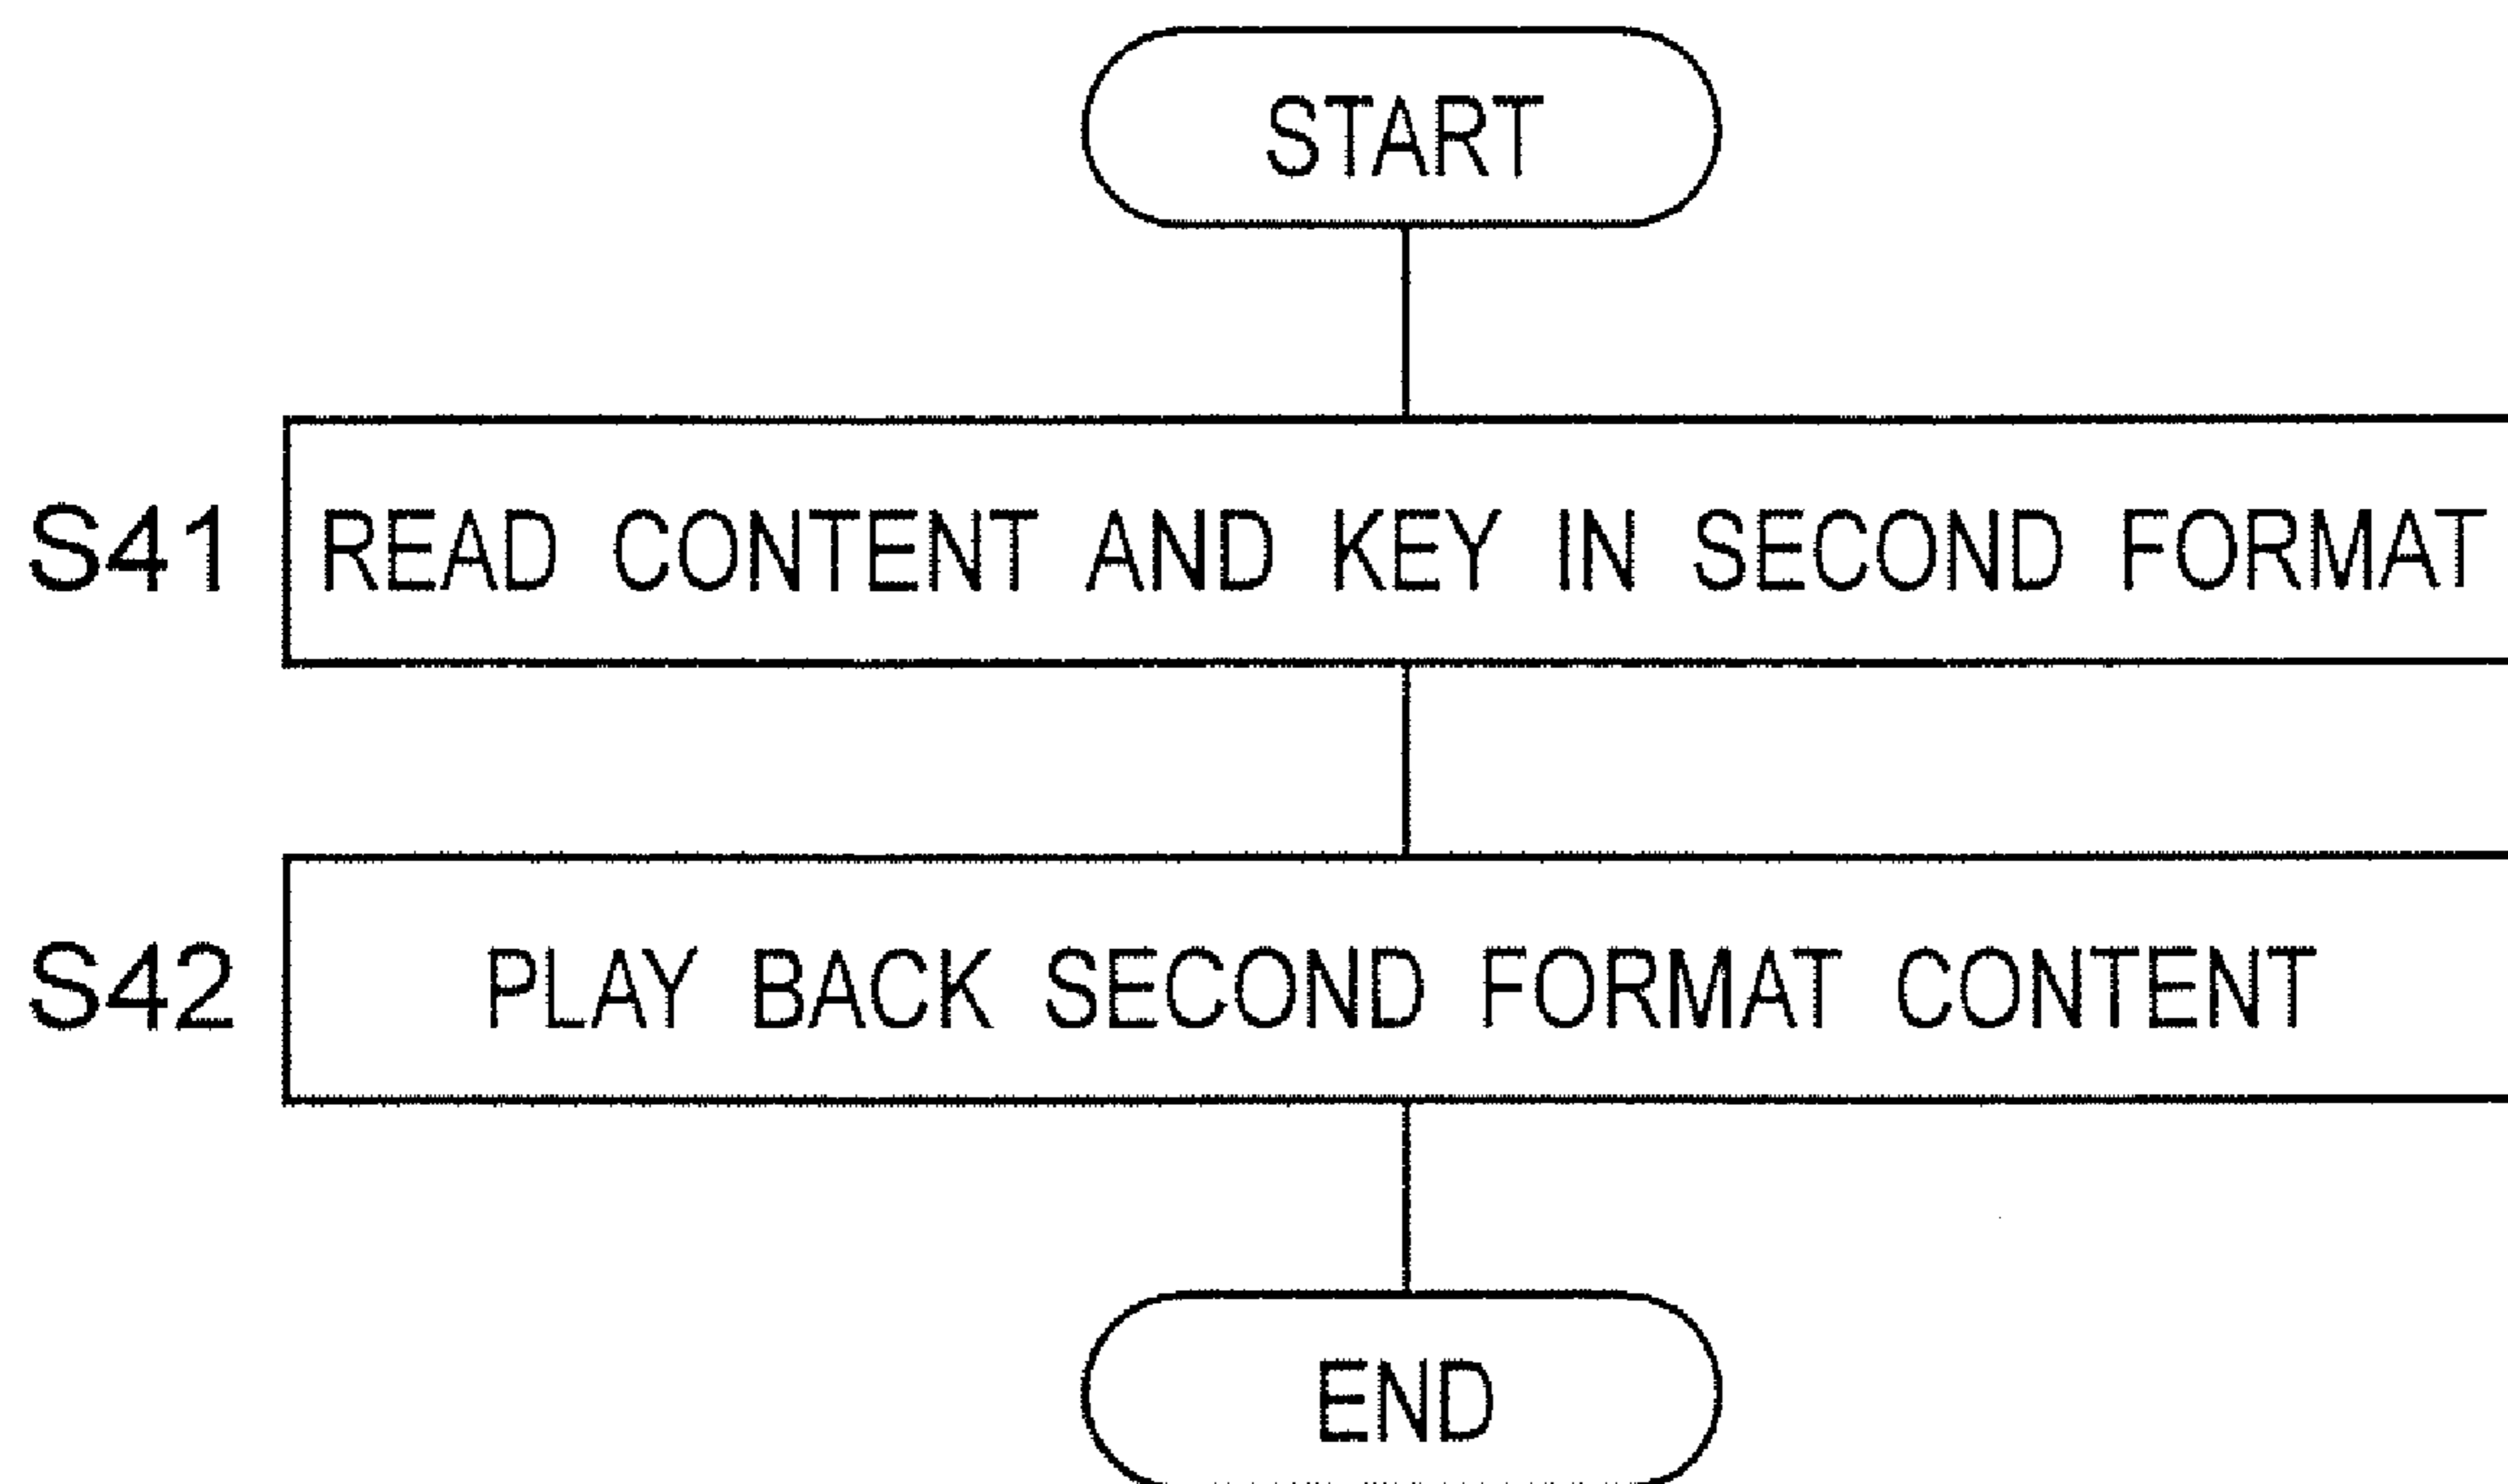 START
S41 READ CONTENT AND KEY IN SECOND FORMAT
S42 PLAY BACK SECOND FORMAT CONTENT
END